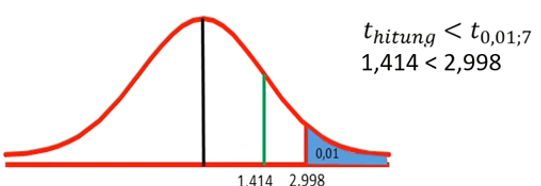 t_hitung < t_0,01;7
1,414 < 2,998
0,01
1.414 2.998